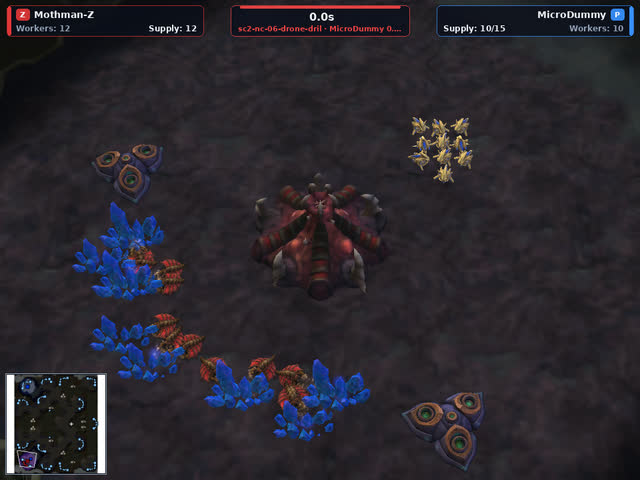 Z Mothman-Z
Workers: 12 Supply: 12
0.0s
sc2-nc-06-drone-dril · MicroDummy 0....
MicroDummy P
Supply: 10/15 Workers: 10